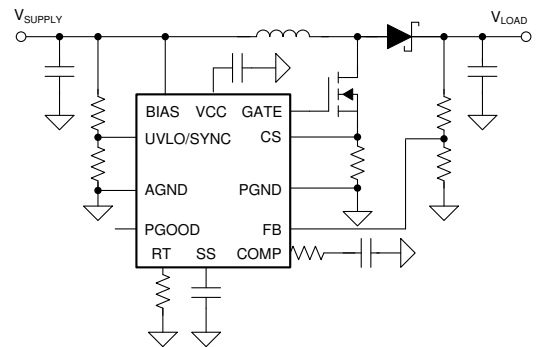 VSUPPLY
VLOAD
BIAS VCC GATE
UVLO/SYNC CS
AGND PGND
PGOOD FB
RT SS COMP